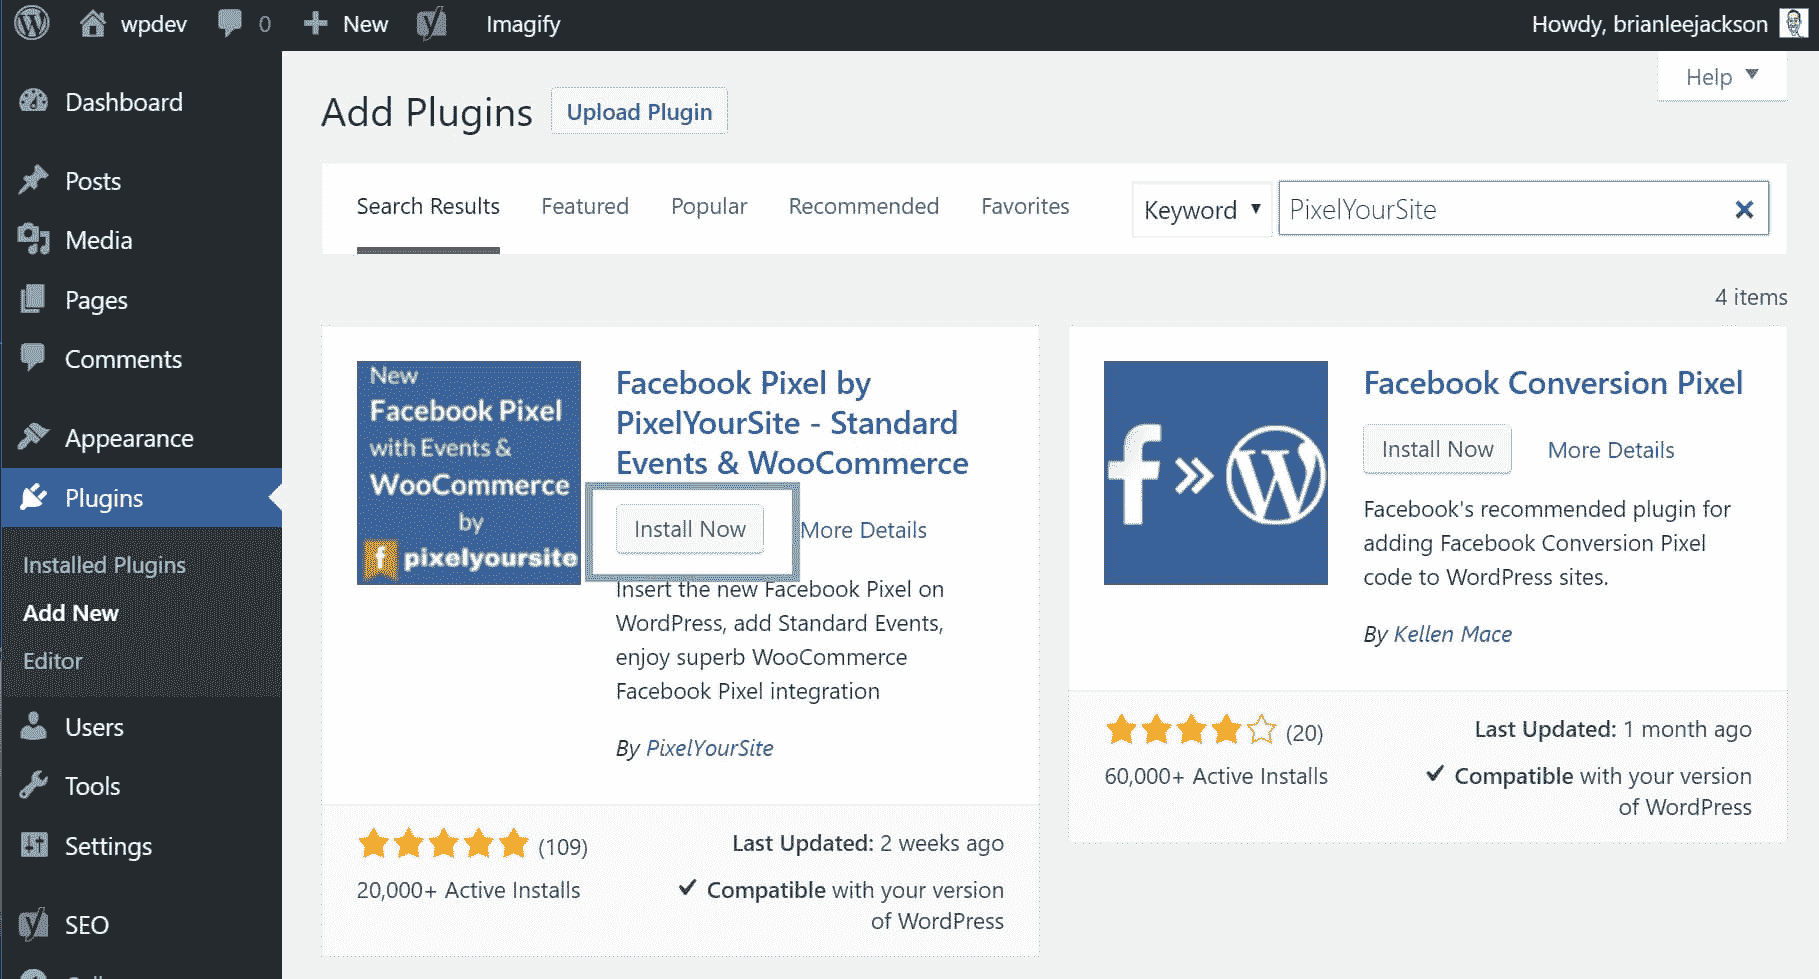 wpdev
0
New
Imagify
Howdy, brianleejackson
Dashboard
Posts
Media
Pages
Comments
Appearance
Plugins
Installed Plugins
Add New
Editor
Users
Tools
Settings
SEO
Help
Add Plugins
Upload Plugin
Search Results
Featured
Popular
Recommended
Favorites
Keyword
PixelYourSite
4 items
New
Facebook Pixel
with Events &
WooCommerce
by
pixelyoursite
Facebook Pixel by
PixelYourSite - Standard
Events & WooCommerce
Install Now
More Details
Insert the new Facebook Pixel on
WordPress, add Standard Events,
enjoy superb WooCommerce
Facebook Pixel integration
By PixelYourSite
(109)
Last Updated: 2 weeks ago
20,000+ Active Installs
✔ Compatible with your version
of WordPress
Facebook Conversion Pixel
Install Now
More Details
Facebook's recommended plugin for
adding Facebook Conversion Pixel
code to WordPress sites.
By Kellen Mace
(20)
Last Updated: 1 month ago
60,000+ Active Installs
✔ Compatible with your version
of WordPress